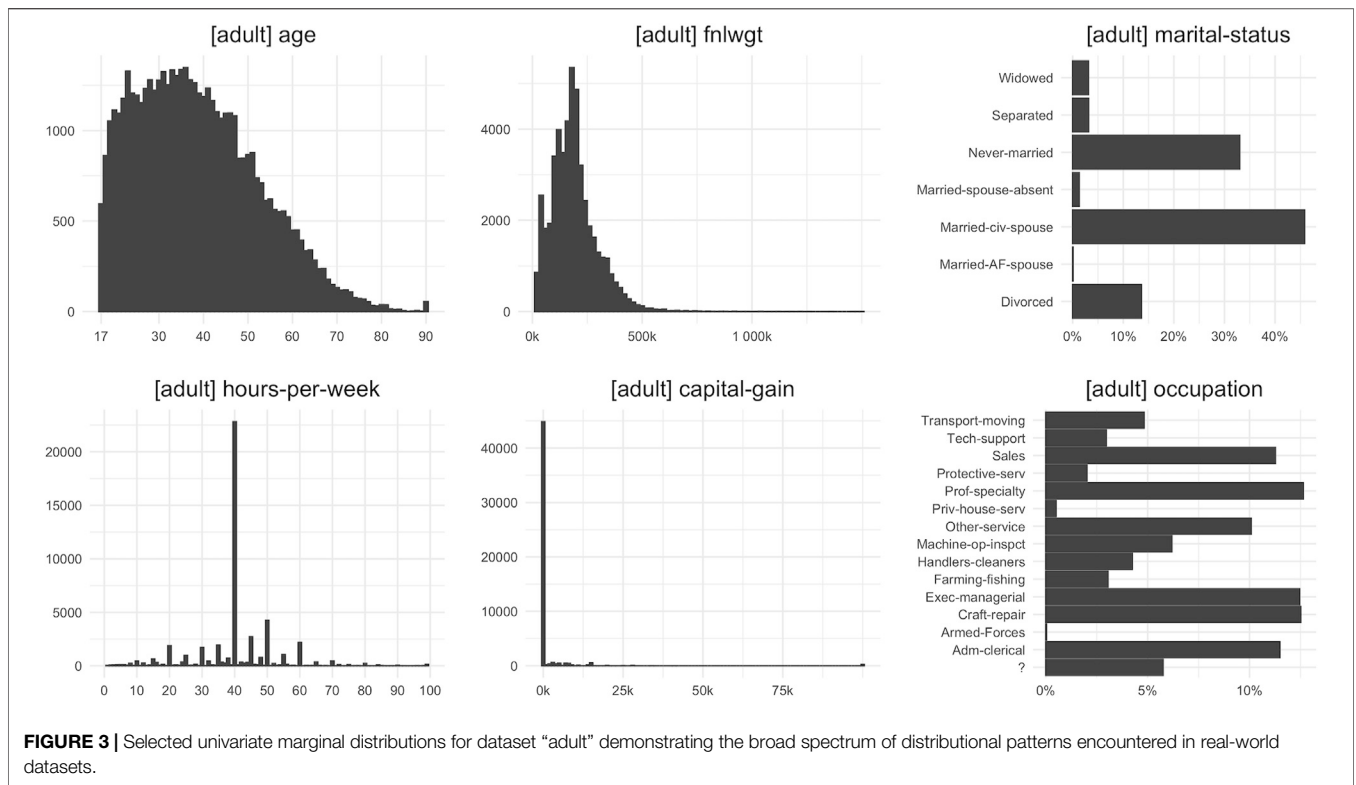 [adult] age
1000
500
0
17 30 40 50 60 70 80 90
[adult] fnlwgt
4000
2000
0
0k 500k 1 000k
[adult] marital-status
Widowed
Separated
Never-married
Married-spouse-absent
Married-civ-spouse
Married-AF-spouse
Divorced
0% 10% 20% 30% 40%
[adult] hours-per-week
20000
15000
10000
5000
0
0 10 20 30 40 50 60 70 80 90 100
[adult] capital-gain
40000
30000
20000
10000
0
0k 25k 50k 75k
[adult] occupation
Transport-moving
Tech-support
Sales
Protective-serv
Prof-specialty
Priv-house-serv
Other-service
Machine-op-inspct
Handlers-cleaners
Farming-fishing
Exec-managerial
Craft-repair
Armed-Forces
Adm-clerical
?
0% 5% 10%
FIGURE 3 | Selected univariate marginal distributions for dataset “adult” demonstrating the broad spectrum of distributional patterns encountered in real-world
datasets.